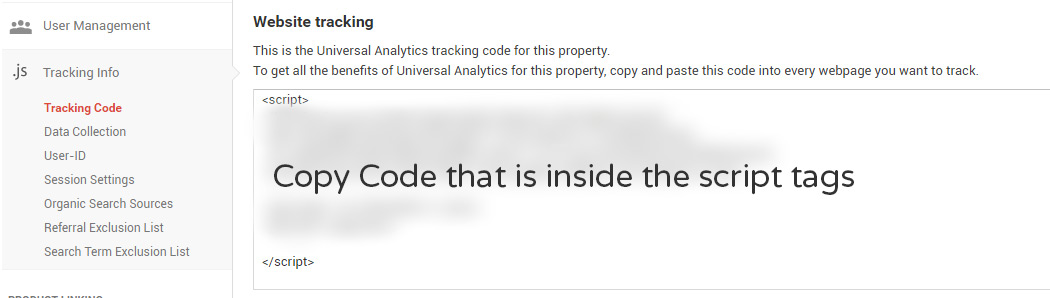 User Management
.js Tracking Info
Tracking Code
Data Collection
User-ID
Session Settings
Organic Search Sources
Referral Exclusion List
Search Term Exclusion List
PRODUCT LINKING
Website tracking
This is the Universal Analytics tracking code for this property.
To get all the benefits of Universal Analytics for this property, copy and paste this code into every webpage you want to track.
<script>
Copy Code that is inside the script tags
</script>